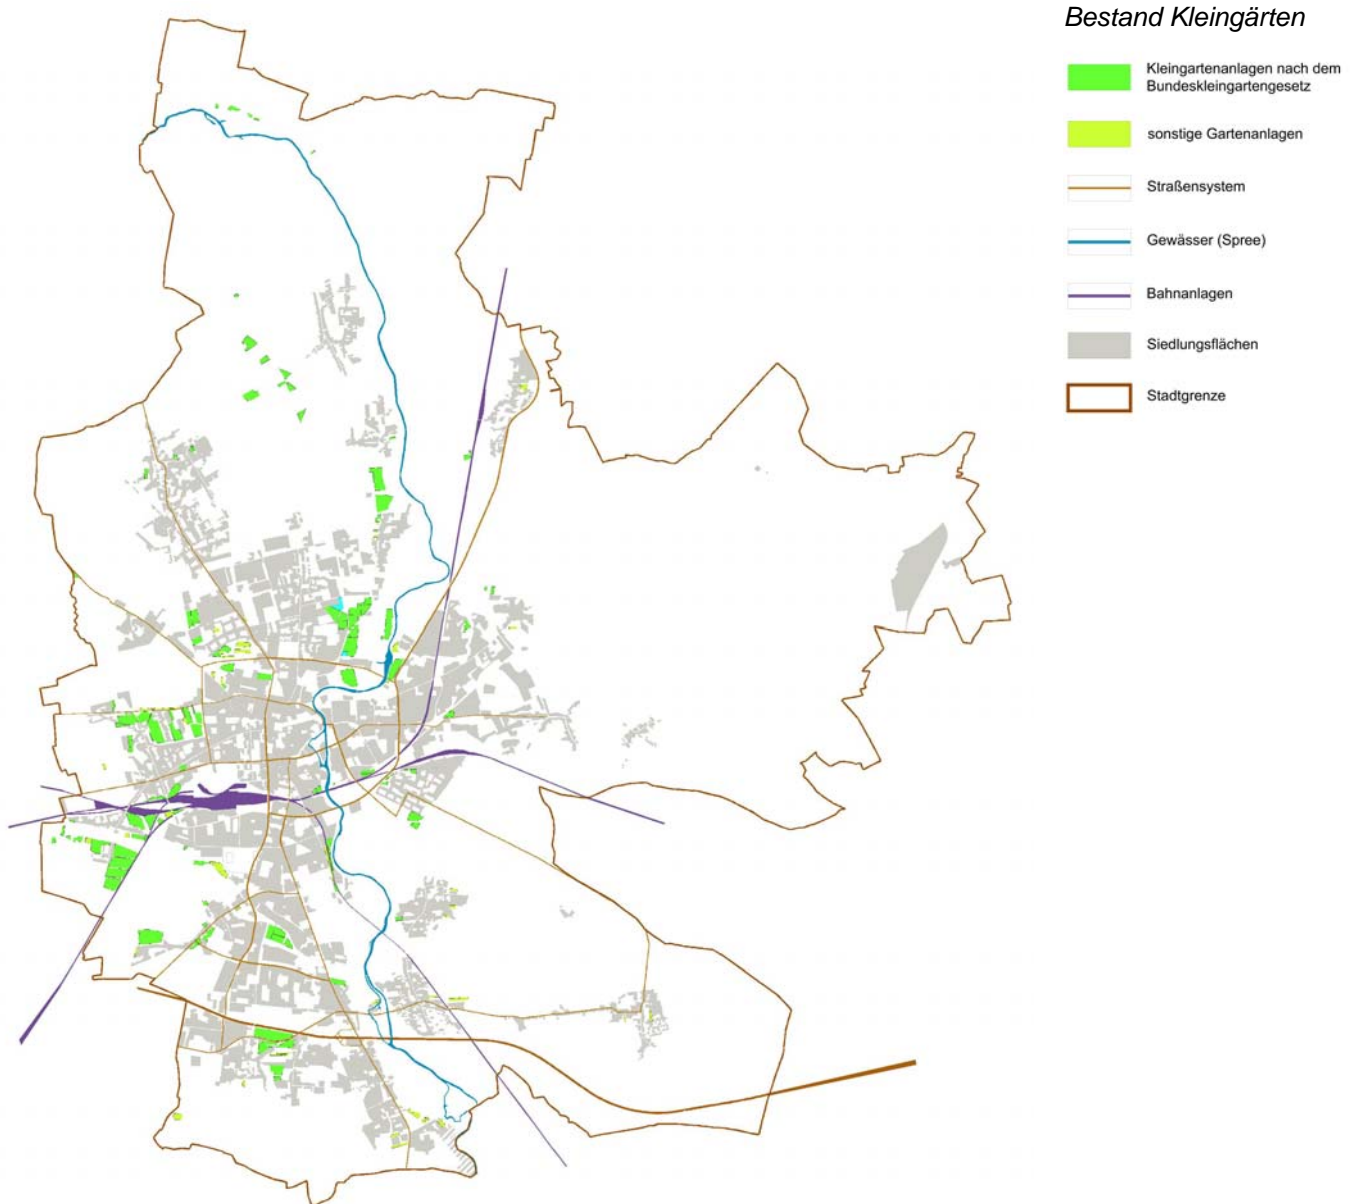 Bestand Kleingärten
Kleingartenanlagen nach dem
Bundeskleingartengesetz
sonstige Gartenanlagen
Straßensystem
Gewässer (Spree)
Bahnanlagen
Siedlungsflächen
Stadtgrenze